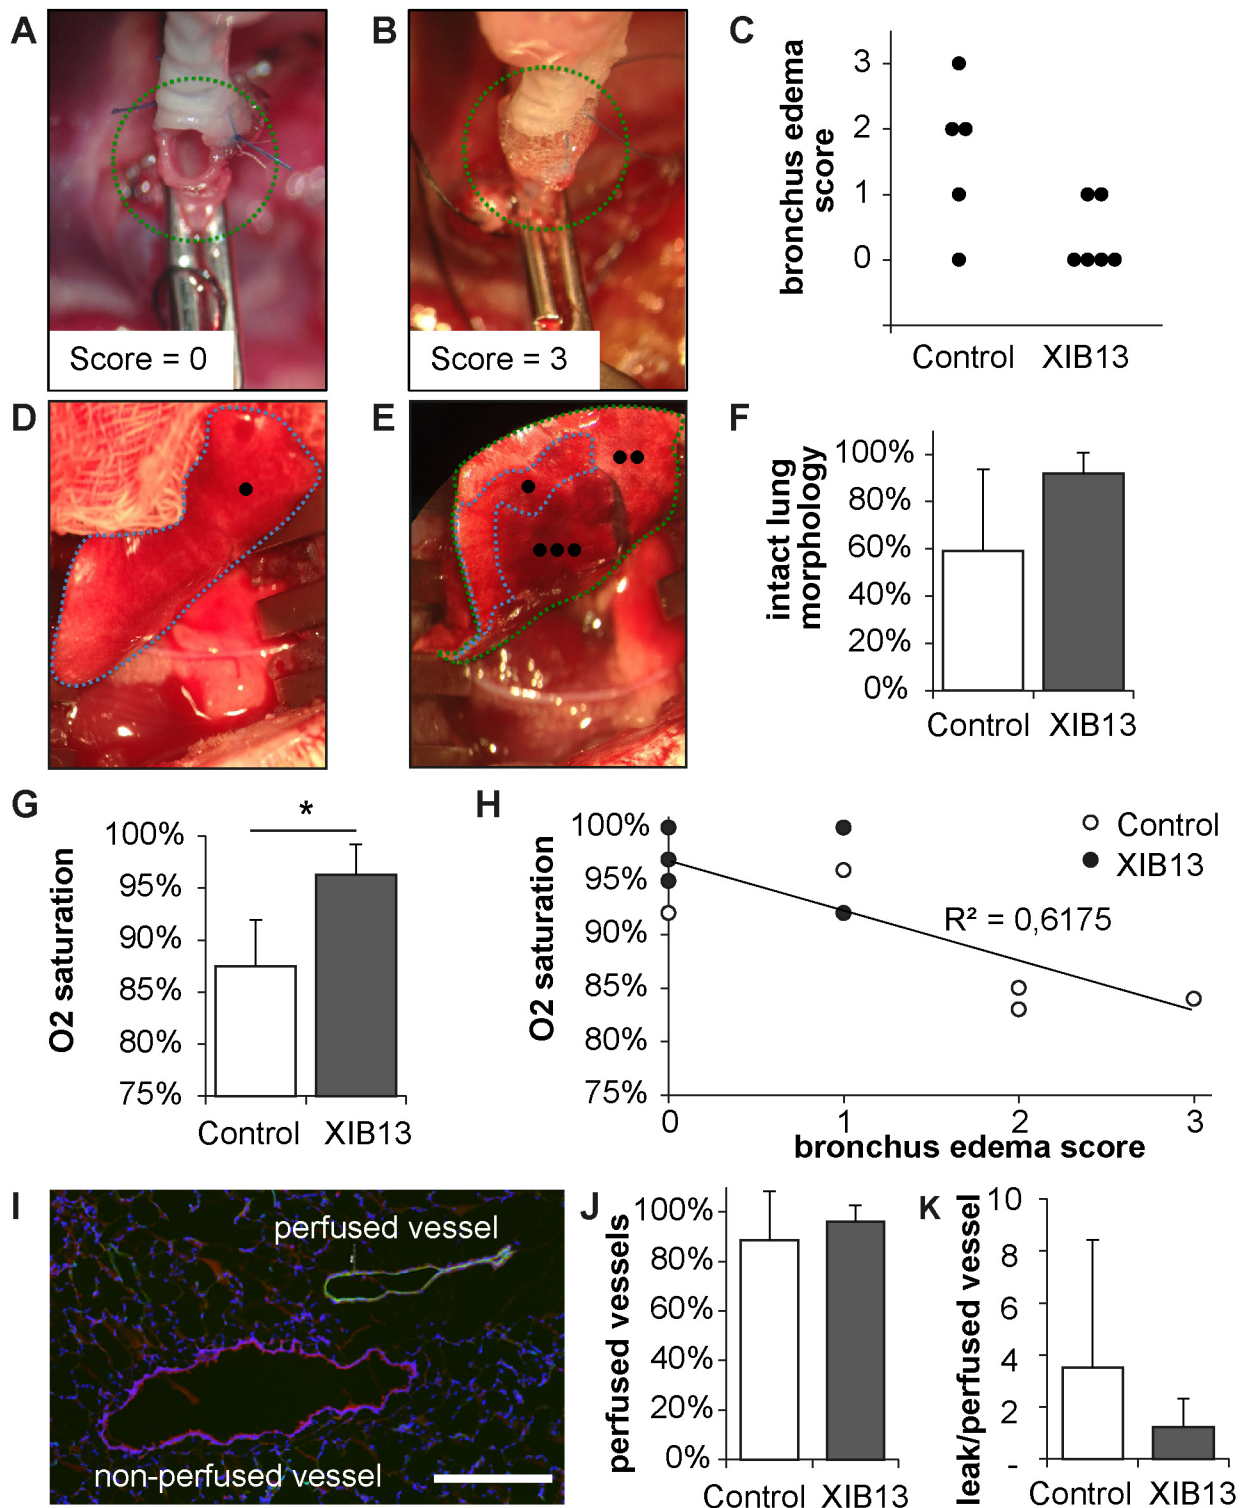 A
Score = 0
B
Score = 3
C
bronchus edema
score
3
2
1
0
Control XIB13
D
E
F
intact lung
morphology
100%
80%
60%
40%
20%
0%
Control XIB13
G
O2 saturation
100%
95%
90%
85%
80%
75%
*
Control XIB13
H
O2 saturation
100%
95%
90%
85%
80%
75%
Control
XIB13
R² = 0,6175
0 1 2 3
bronchus edema score
I
perfused vessel
non-perfused vessel
J
perfused vessels
100%
80%
60%
40%
20%
0%
Control XIB13
K
leak/perfused vessel
10
8
6
4
2
-
Control XIB13